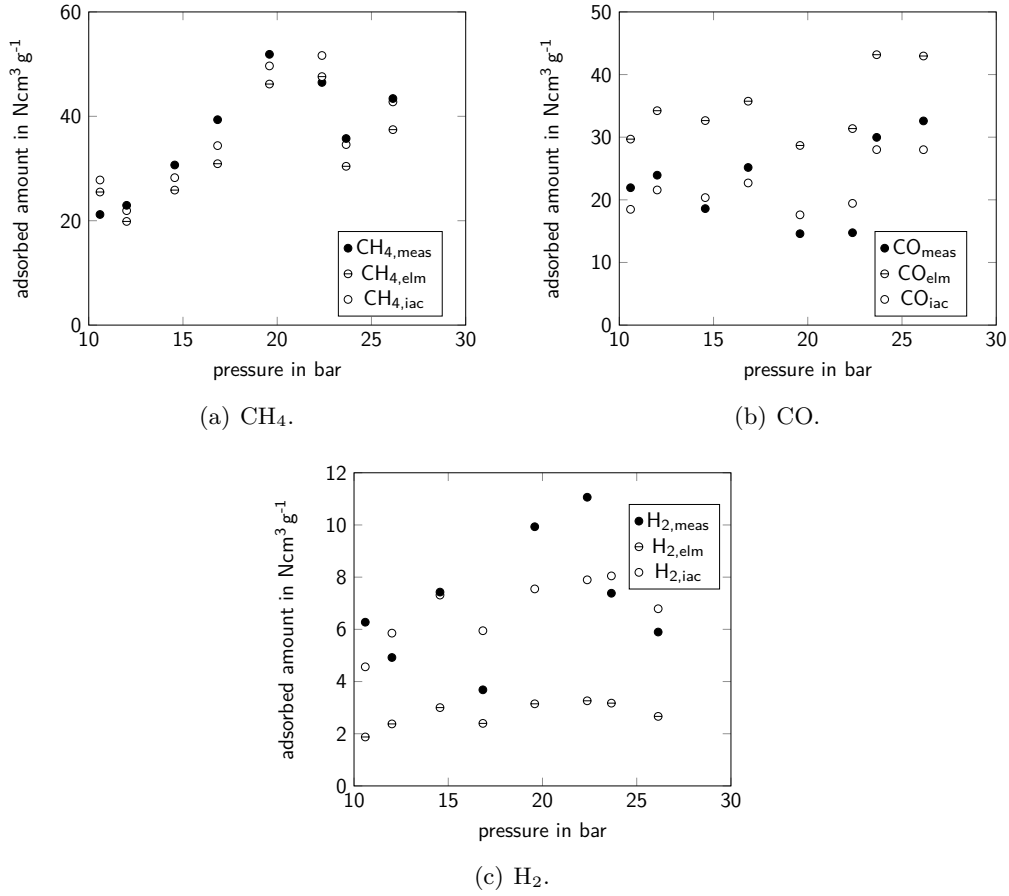 60
40
20
0
10 15 20 25 30
adsorbed amount in Ncm³ g⁻¹
pressure in bar
CH₄,meas
CH₄,elm
CH₄,iac
(a) CH₄.
50
40
30
20
10
0
10 15 20 25 30
adsorbed amount in Ncm³ g⁻¹
pressure in bar
COmeas
COelm
COiac
(b) CO.
12
10
8
6
4
2
0
10 15 20 25 30
adsorbed amount in Ncm³ g⁻¹
pressure in bar
H₂,meas
H₂,elm
H₂,iac
(c) H₂.